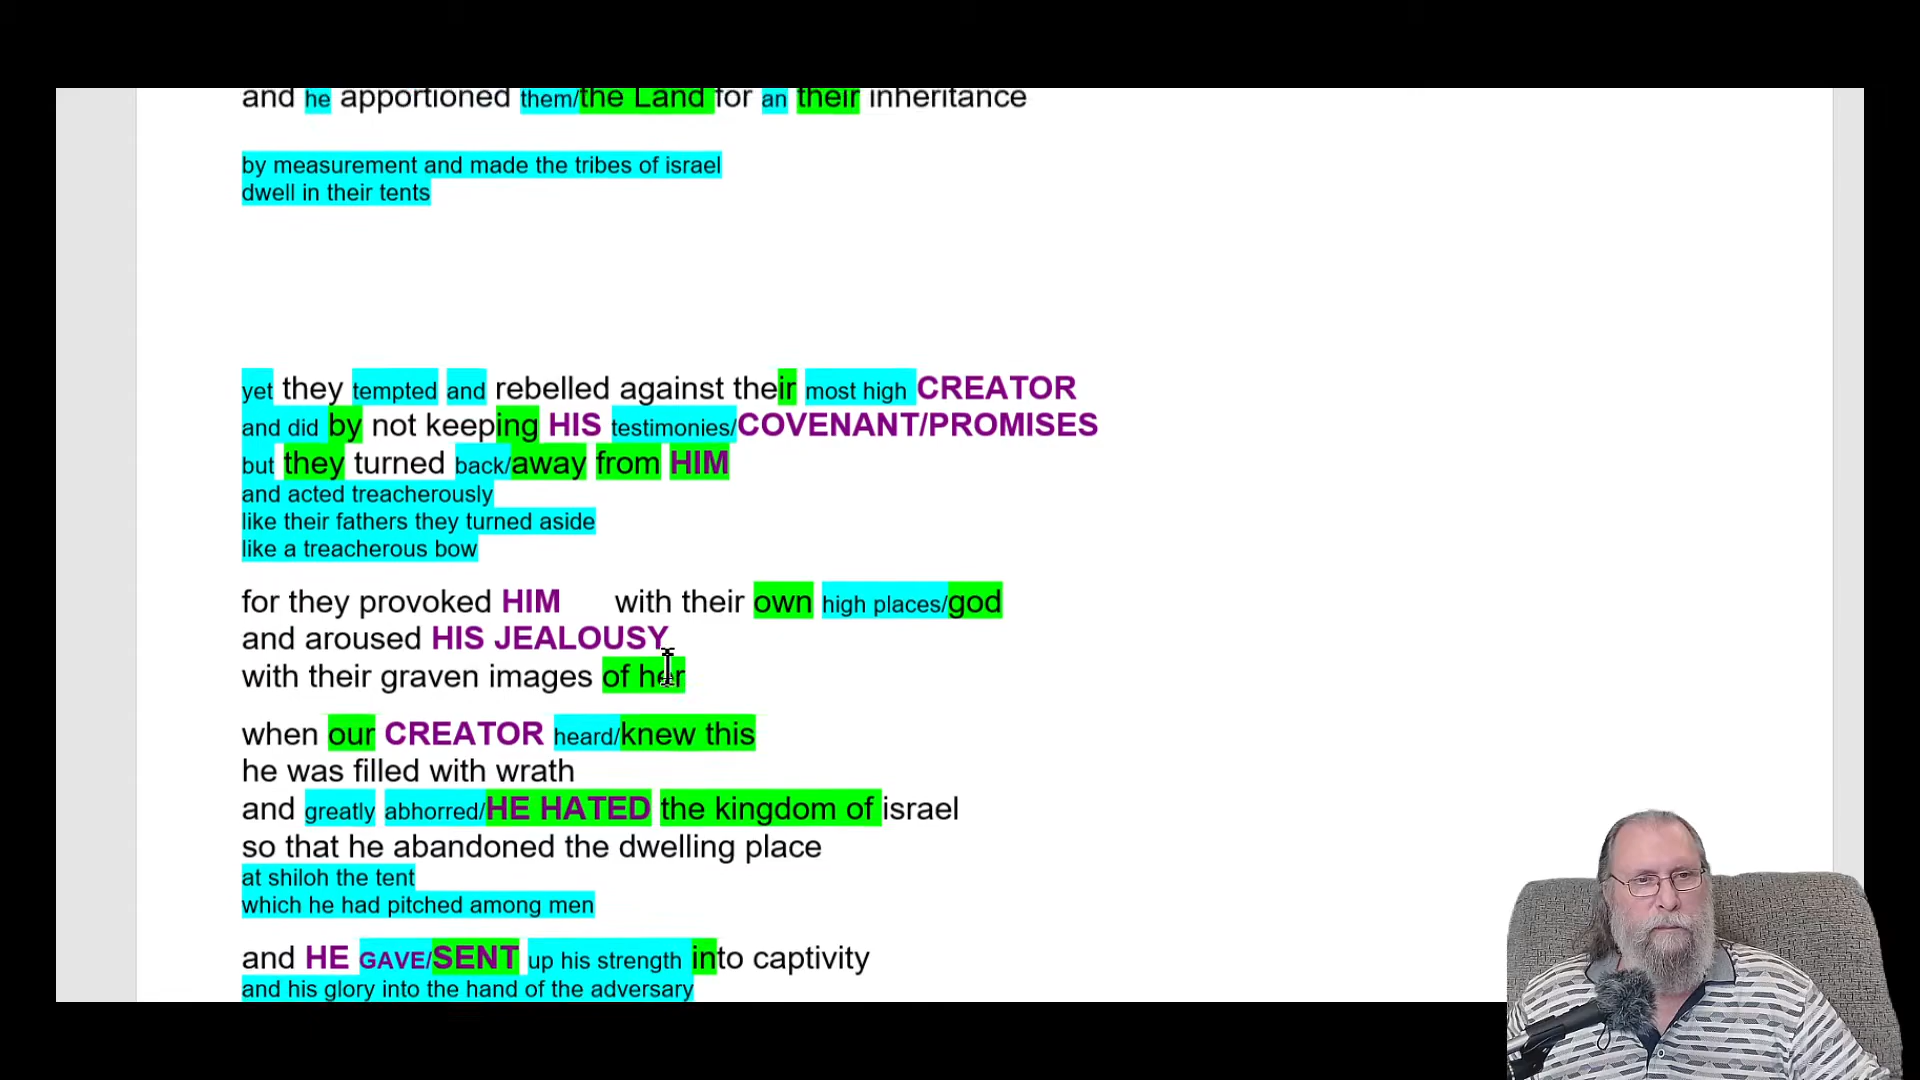 and he apportioned them/the Land for an their inheritance
by measurement and made the tribes of israel
dwell in their tents
yet they tempted and rebelled against their most high CREATOR
and did by not keeping HIS testimonies/COVENANT/PROMISES
but they turned back/away from HIM
and acted treacherously
like their fathers they turned aside
like a treacherous bow
for they provoked HIM with their own high places/god
and aroused HIS JEALOUSY
with their graven images of her
when our CREATOR heard/knew this
he was filled with wrath
and greatly abhorred/HE HATED the kingdom of israel
so that he abandoned the dwelling place
at shiloh the tent
which he had pitched among men
and HE GAVE/SENT up his strength into captivity
and his glory into the hand of the adversary